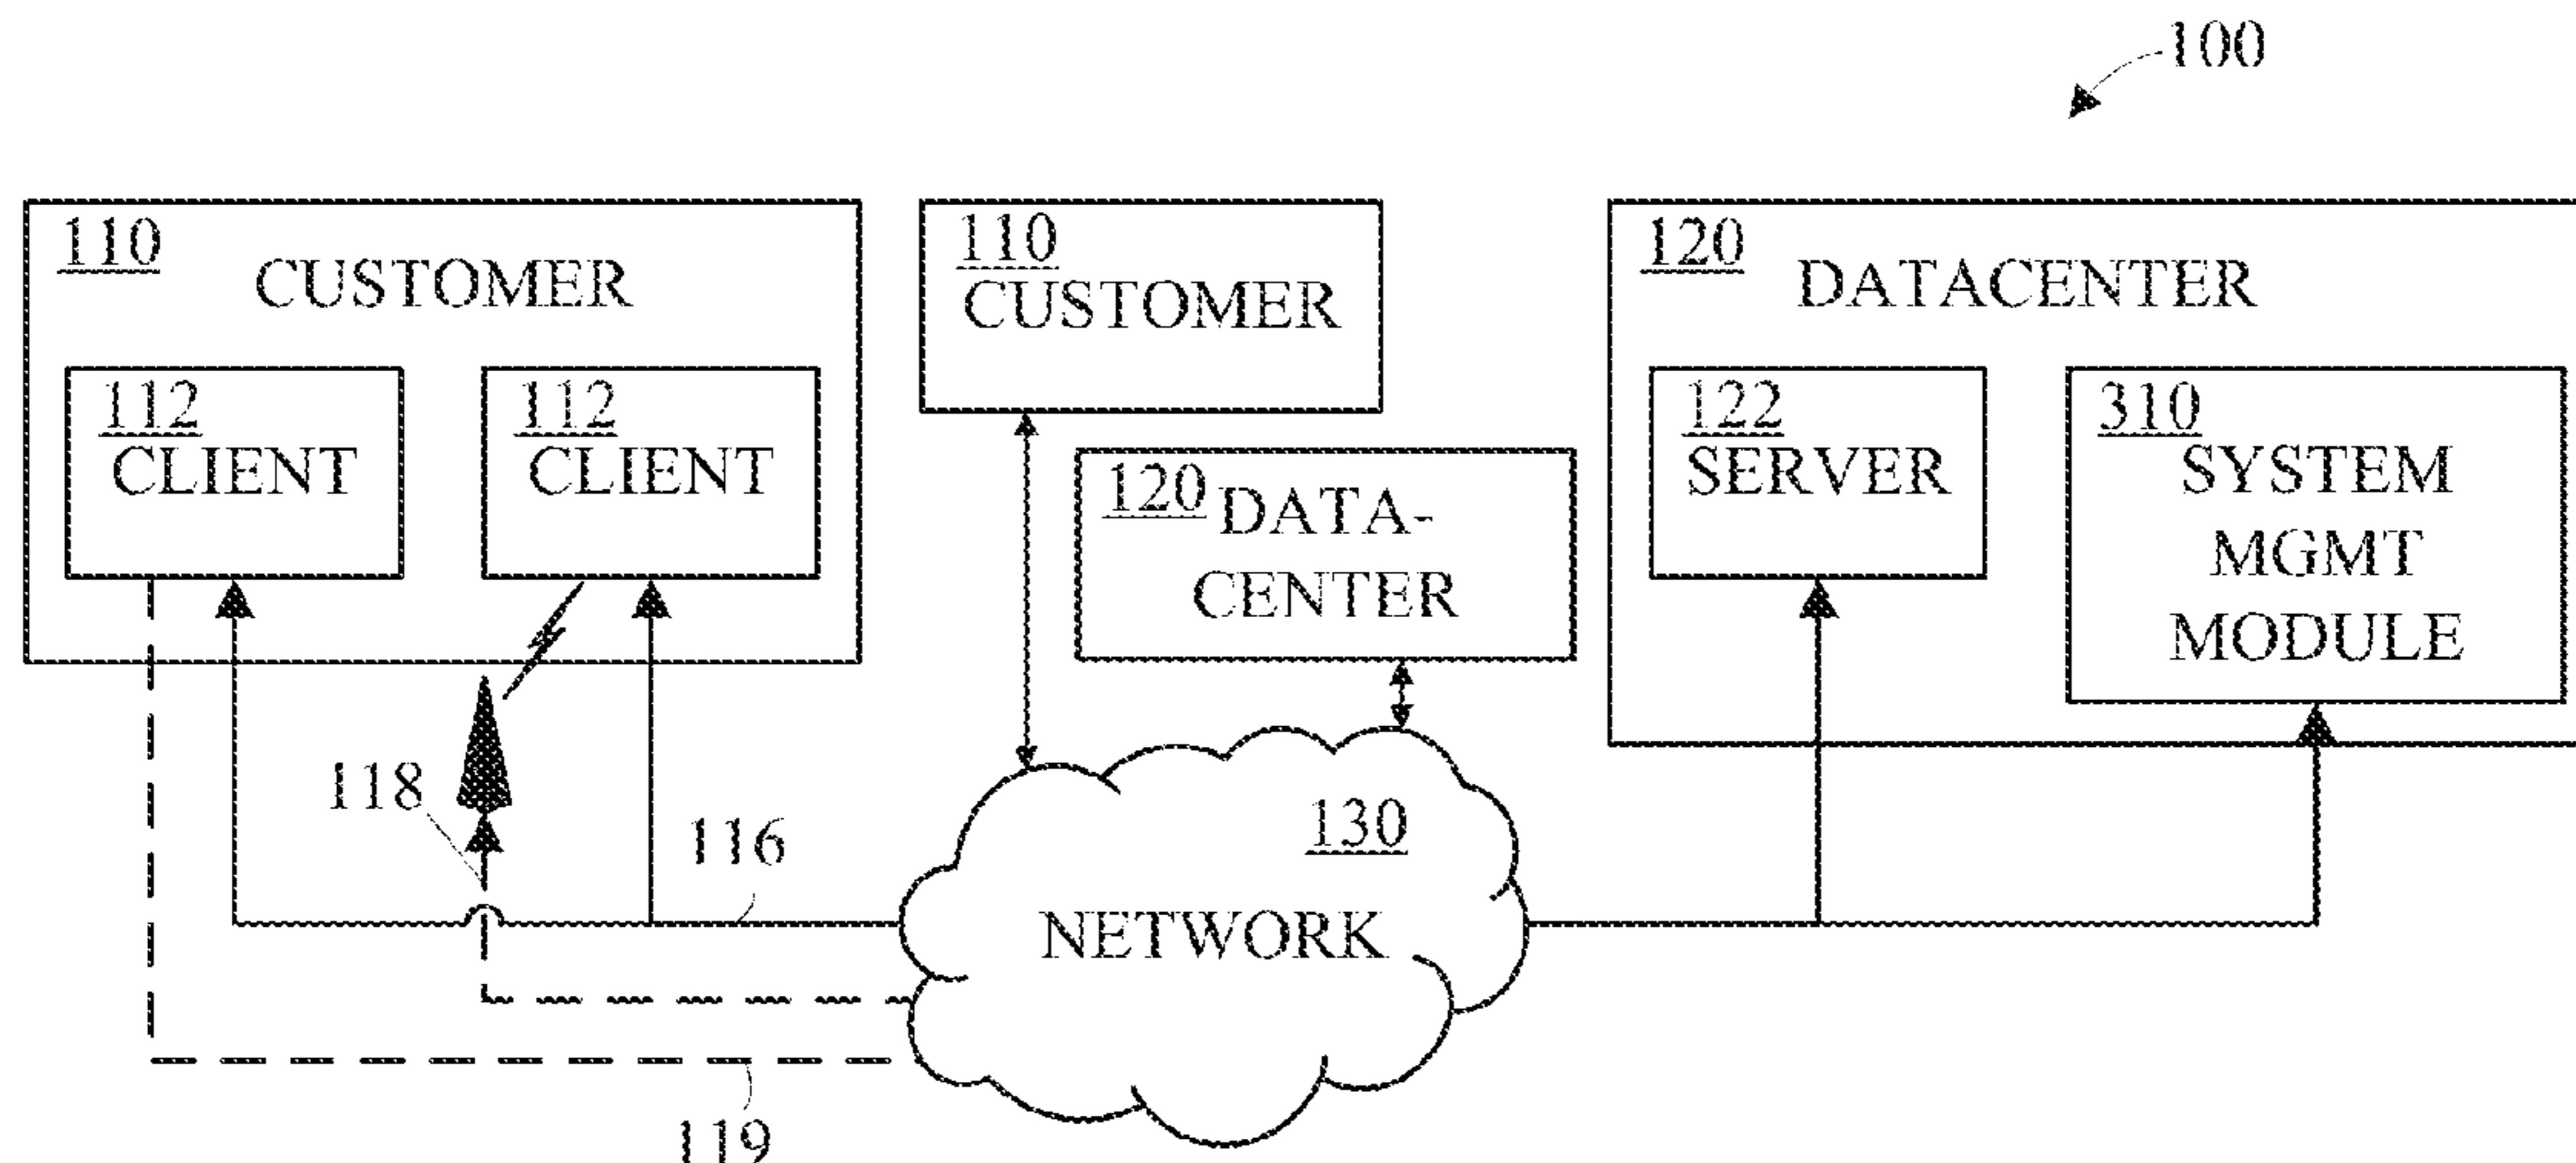 100
110
CUSTOMER
112
CLIENT
112
CLIENT
110
CUSTOMER
120
DATA-
CENTER
120
DATACENTER
122
SERVER
310
SYSTEM
MGMT
MODULE
118
116
130
NETWORK
119